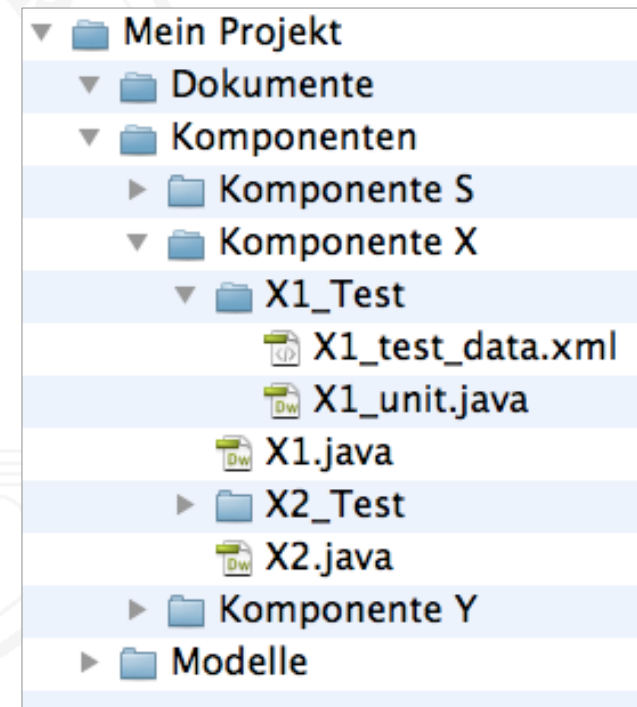 Mein Projekt
Dokumente
Komponenten
Komponente S
Komponente X
X1_Test
X1_test_data.xml
X1_unit.java
X1.java
X2_Test
X2.java
Komponente Y
Modelle